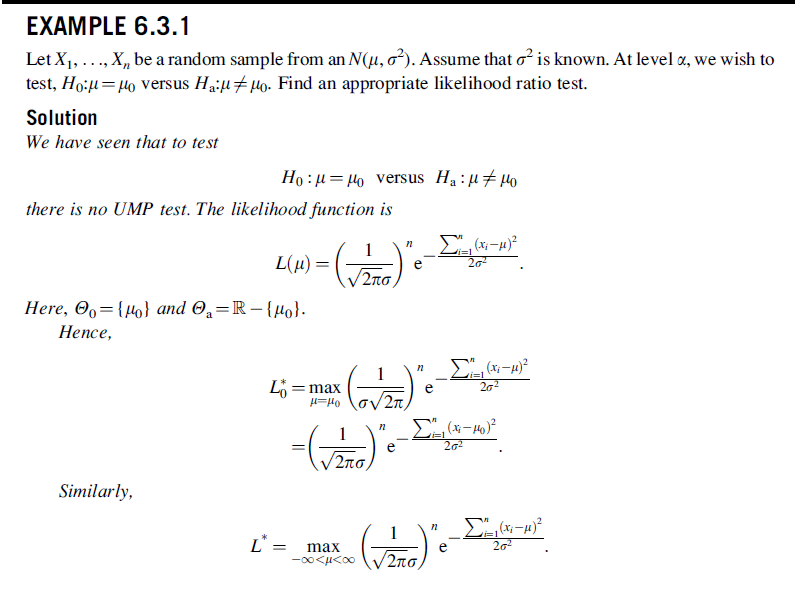 EXAMPLE 6.3.1
Let X₁, . . ., Xₙ be a random sample from an N(μ, σ²). Assume that σ² is known. At level α, we wish to
test, H₀:μ = μ₀ versus Hₐ:μ ≠ μ₀. Find an appropriate likelihood ratio test.
Solution
We have seen that to test
H₀ : μ = μ₀ versus Hₐ : μ ≠ μ₀
there is no UMP test. The likelihood function is
L(μ) = (1/(√2π σ))ⁿ e^(−∑ⁿᵢ₌₁(xᵢ−μ)²/2σ²).
Here, Θ₀ = {μ₀} and Θₐ = ℝ − {μ₀}.
Hence,
L₀* = max_{μ=μ₀} (1/(σ√2π))ⁿ e^(−∑ⁿᵢ₌₁(xᵢ−μ)²/2σ²)
= (1/(√2π σ))ⁿ e^(−∑ⁿᵢ₌₁(xᵢ−μ₀)²/2σ²).
Similarly,
L* = max_{−∞<μ<∞} (1/(√2π σ))ⁿ e^(−∑ⁿᵢ₌₁(xᵢ−μ)²/2σ²).